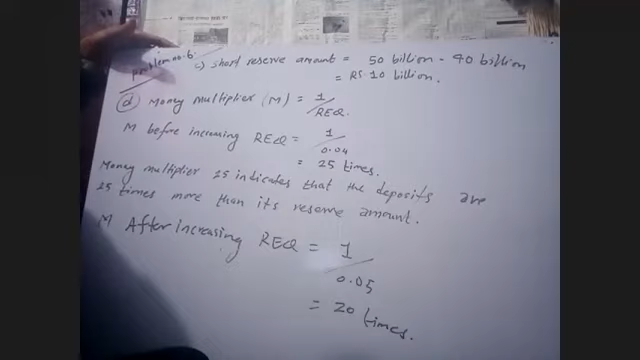 problem no. 6.
c) short reserve amount = 50 billion - 40 billion
= RS. 10 billion.
(d) Money multiplier (M) = 1/REQ.
M before increasing REQ = 1/0.04
= 25 times.
Money multiplier 25 indicates that the deposits are
25 times more than its reserve amount.
M After increasing REQ = 1/0.05
= 20 times.